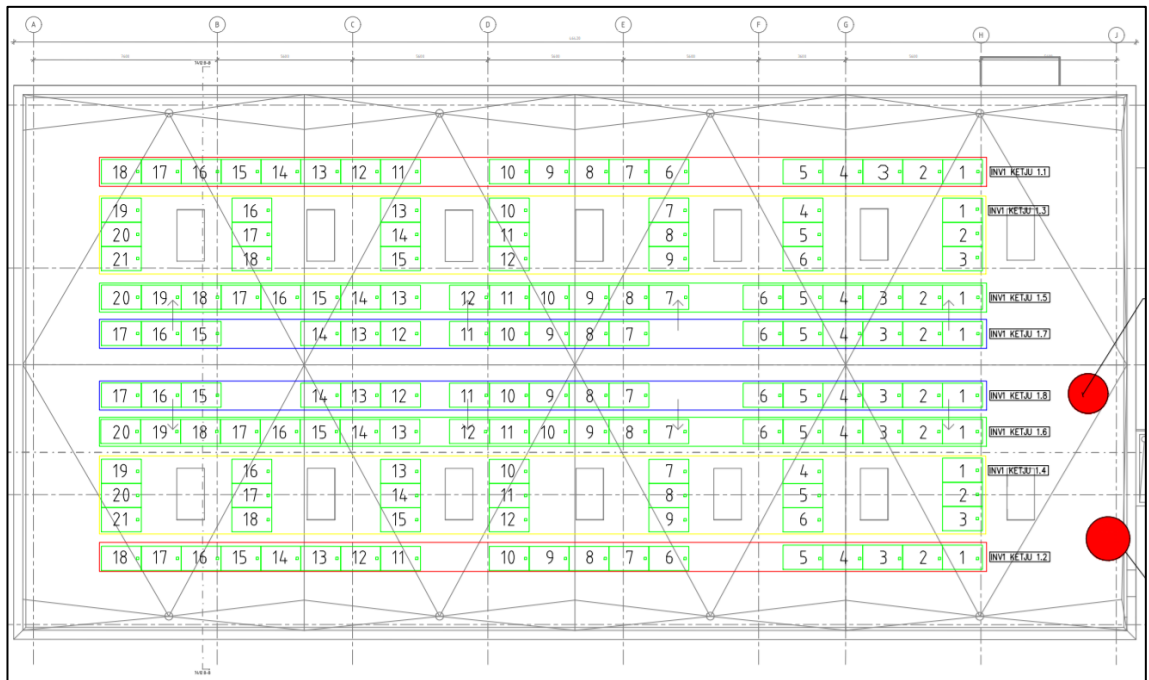 A B C D E F G H J
18 17 16 15 14 13 12 11 10 9 8 7 6 5 4 3 2 1 INV1 KETJU 1.1
19 16 13 10 7 4 1 INV1 KETJU 1.3
20 17 14 11 8 5 2
21 18 15 12 9 6 3
20 19 18 17 16 15 14 13 12 11 10 9 8 7 6 5 4 3 2 1 INV1 KETJU 1.5
17 16 15 14 13 12 11 10 9 8 7 6 5 4 3 2 1 INV1 KETJU 1.7
17 16 15 14 13 12 11 10 9 8 7 6 5 4 3 2 1 INV1 KETJU 1.8
20 19 18 17 16 15 14 13 12 11 10 9 8 7 6 5 4 3 2 1 INV1 KETJU 1.6
19 16 13 10 7 4 1 INV1 KETJU 1.4
20 17 14 11 8 5 2
21 18 15 12 9 6 3
18 17 16 15 14 13 12 11 10 9 8 7 6 5 4 3 2 1 INV1 KETJU 1.2